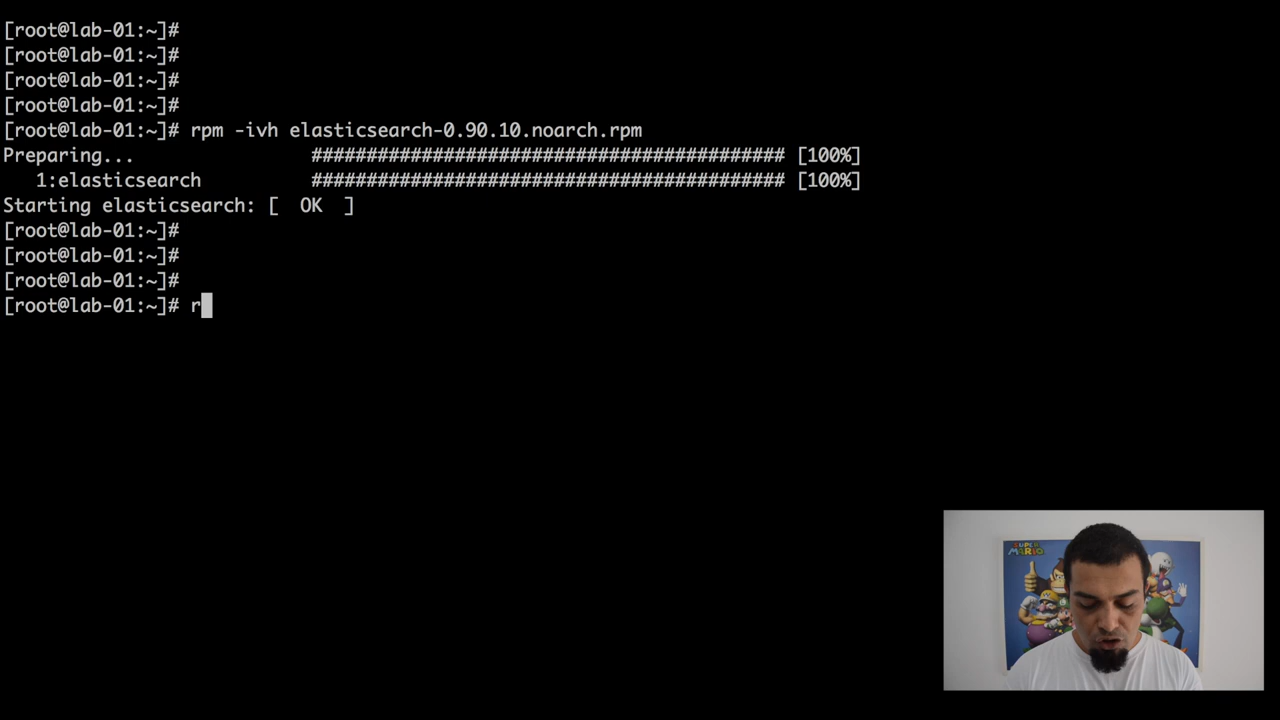 [root@lab-01:~]#
[root@lab-01:~]#
[root@lab-01:~]#
[root@lab-01:~]#
[root@lab-01:~]# rpm -ivh elasticsearch-0.90.10.noarch.rpm
Preparing... ########################################### [100%]
1:elasticsearch ########################################### [100%]
Starting elasticsearch: [ OK ]
[root@lab-01:~]#
[root@lab-01:~]#
[root@lab-01:~]#
[root@lab-01:~]# r
SUPER
MARIO